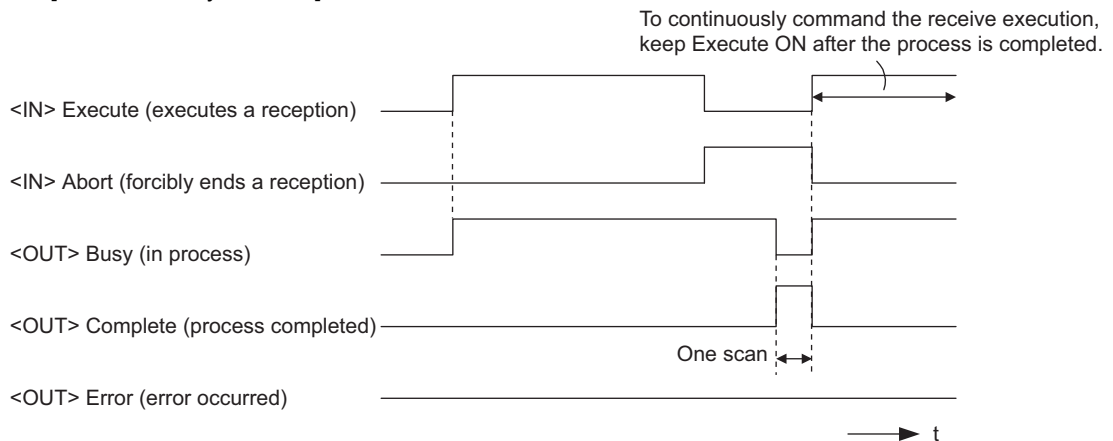 To continuously command the receive execution,
keep Execute ON after the process is completed.
<IN> Execute (executes a reception)
<IN> Abort (forcibly ends a reception)
<OUT> Busy (in process)
<OUT> Complete (process completed)
One scan
<OUT> Error (error occurred)
t